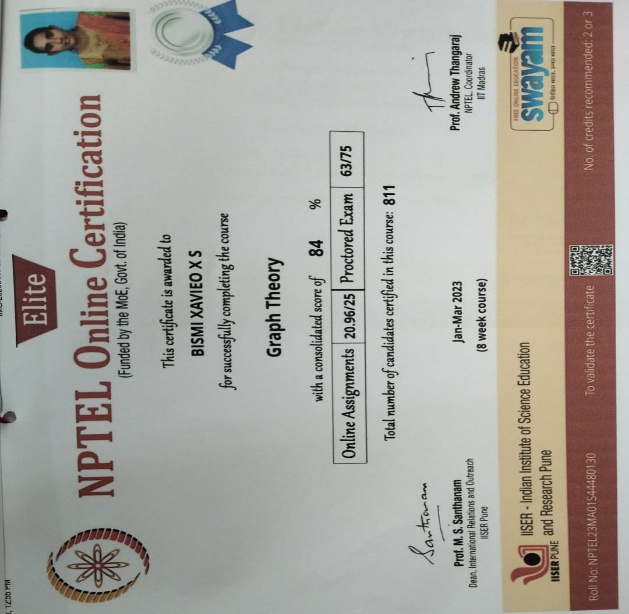 Elite
NPTEL Online Certification
(Funded by the MoE, Govt. of India)
This certificate is awarded to
BISMI XAVIEO X S
for successfully completing the course
Graph Theory
with a consolidated score of 84 %
Online Assignments 20.96/25 Proctored Exam 63/75
Total number of candidates certified in this course: 811
Jan-Mar 2023
(8 week course)
Santhanam
Prof. M. S. Santhanam
Dean, International Relations and Outreach
IISER Pune
Prof. Andrew Thangaraj
NPTEL, Coordinator
IIT Madras
IISER PUNE
IISER - Indian Institute of Science Education
and Research Pune
FREE ONLINE EDUCATION
swayam
Roll No: NPTEL23MA01S44480130
To validate the certificate
No. of credits recommended: 2 or 3